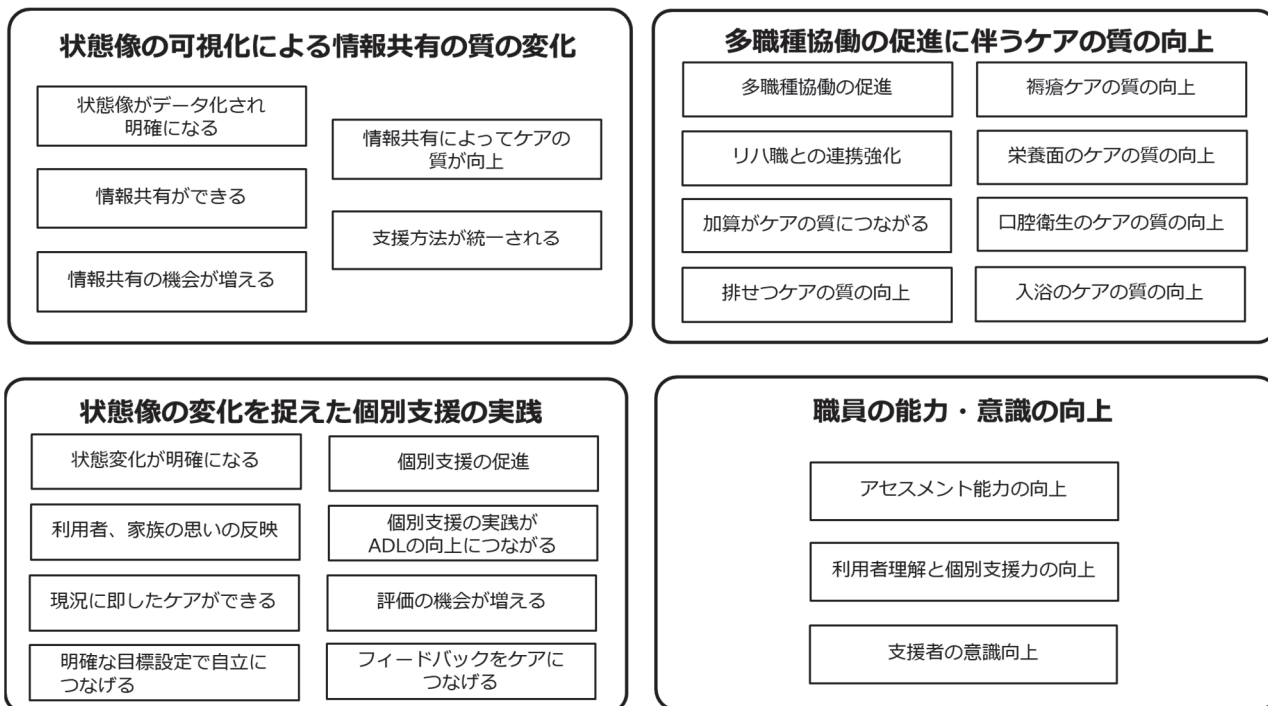 状態像の可視化による情報共有の質の変化
状態像がデータ化され
明確になる
情報共有ができる
情報共有の機会が増える
情報共有によってケアの
質が向上
支援方法が統一される
多職種協働の促進に伴うケアの質の向上
多職種協働の促進
リハ職との連携強化
加算がケアの質につながる
排せつケアの質の向上
褥瘡ケアの質の向上
栄養面のケアの質の向上
口腔衛生のケアの質の向上
入浴のケアの質の向上
状態像の変化を捉えた個別支援の実践
状態変化が明確になる
利用者、家族の思いの反映
現況に即したケアができる
明確な目標設定で自立に
つなげる
個別支援の促進
個別支援の実践が
ADLの向上につながる
評価の機会が増える
フィードバックをケアに
つなげる
職員の能力・意識の向上
アセスメント能力の向上
利用者理解と個別支援力の向上
支援者の意識向上